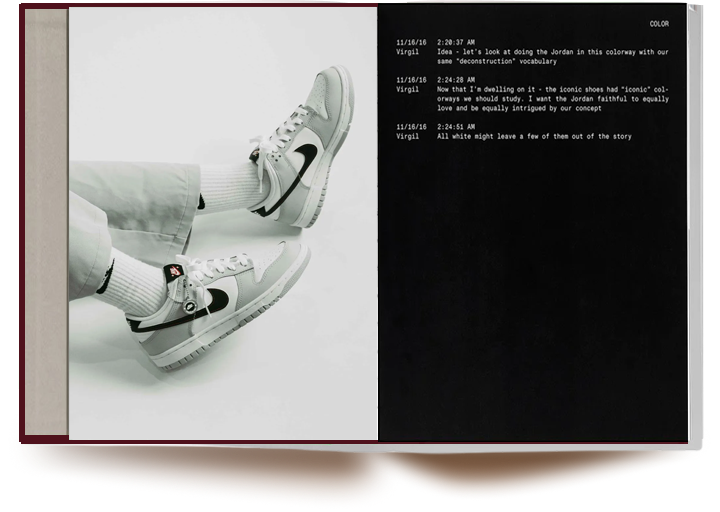 COLOR
11/16/16 2:20:37 AM
Virgil Idea - let's look at doing the Jordan in this colorway with our
same "deconstruction" vocabulary
11/16/16 2:24:28 AM
Virgil Now that I'm dwelling on it - the iconic shoes had "iconic" col-
orways we should study. I want the Jordan faithful to equally
love and be equally intrigued by our concept
11/16/16 2:24:51 AM
Virgil All white might leave a few of them out of the story